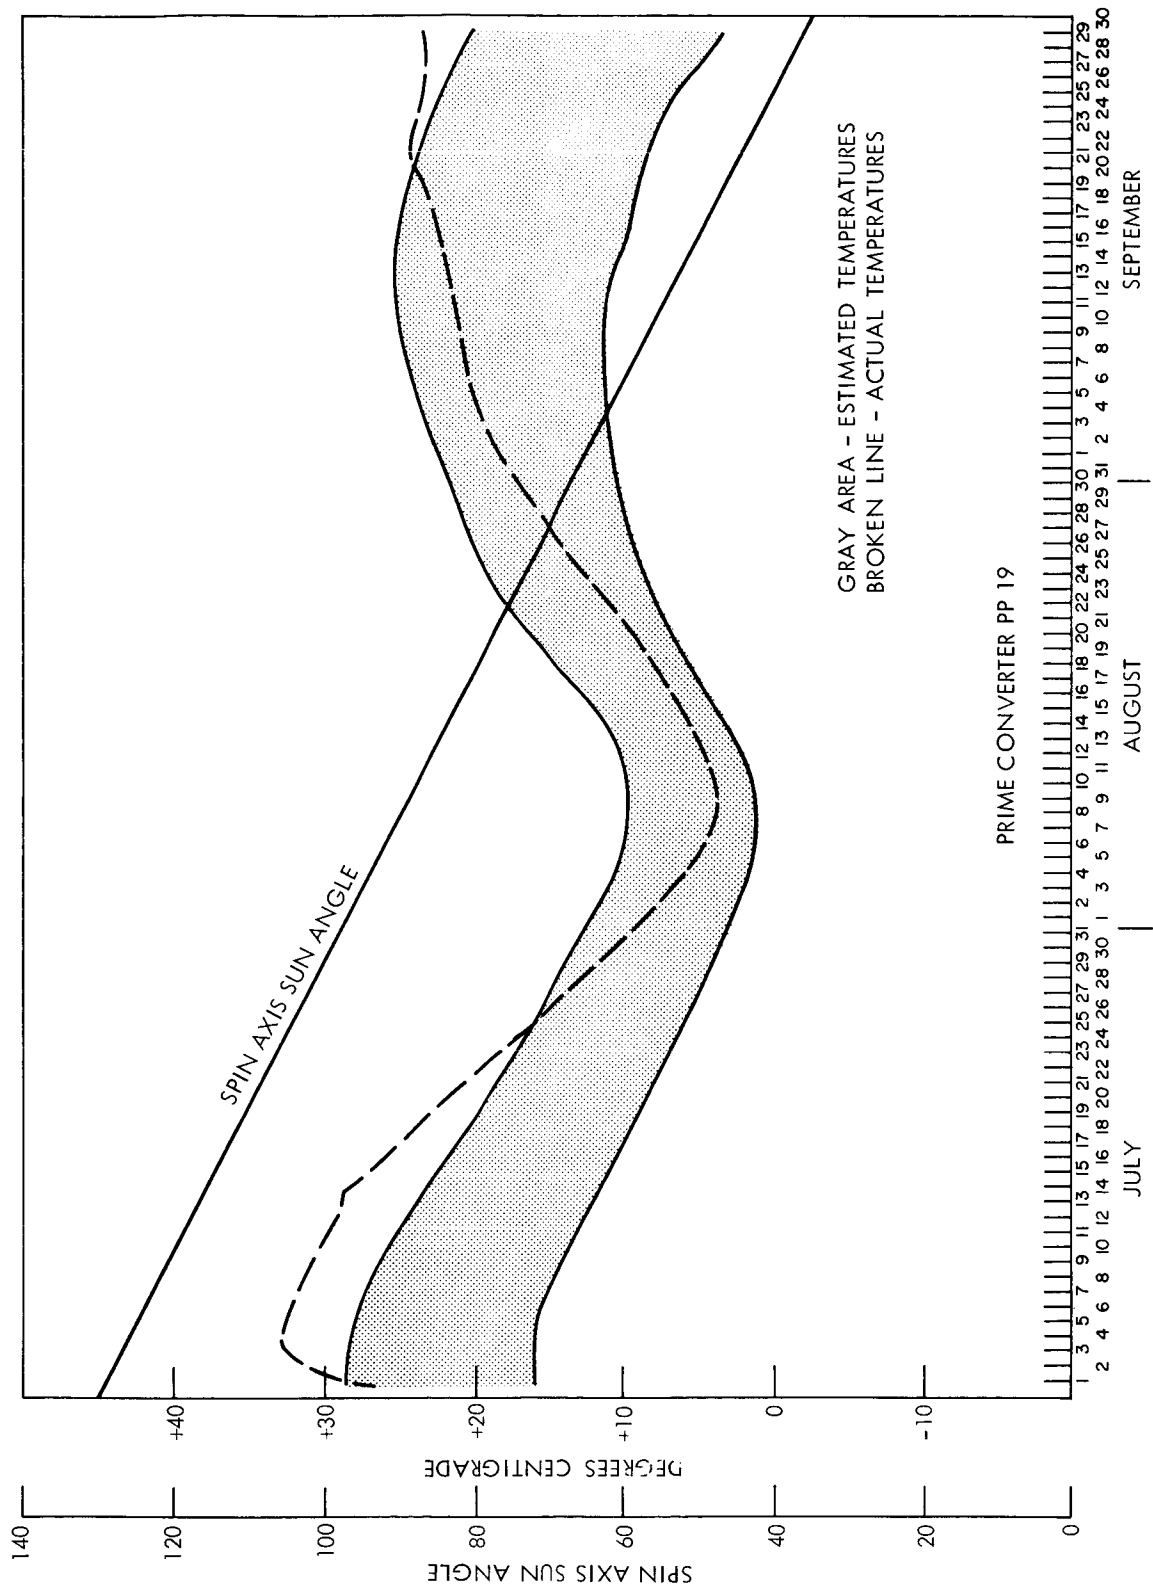 SPIN AXIS SUN ANGLE
140
120
100
80
60
40
20
0
DEGREES CENTIGRADE
+40
+30
+20
+10
0
-10
SPIN AXIS SUN ANGLE
GRAY AREA - ESTIMATED TEMPERATURES
BROKEN LINE - ACTUAL TEMPERATURES
PRIME CONVERTER PP 19
1 3 5 7 9 11 13 15 17 19 21 23 25 27 29 31 2 4 6 8 10 12 14 16 18 20 22 24 26 28 30 1 3 5 7 9 11 13 15 17 19 21 23 25 27 29
2 4 6 8 10 12 14 16 18 20 22 24 26 28 30 1 3 5 7 9 11 13 15 17 19 21 23 25 27 29 31 2 4 6 8 10 12 14 16 18 20 22 24 26 28 30
JULY AUGUST SEPTEMBER